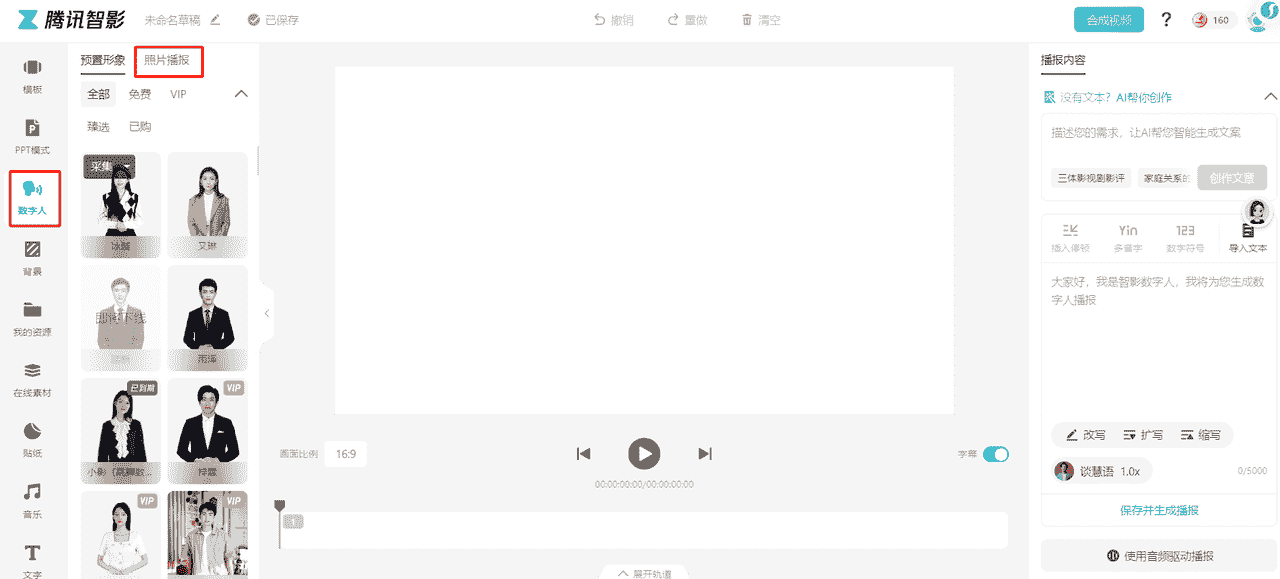 腾讯智影
未命名草稿
已保存
撤销
重做
清空
合成视频
?
160
模板
PPT模式
数字人
背景
我的资源
在线素材
贴纸
音乐
文字
预置形象
照片播报
全部
免费
VIP
臻选
已购
采集
咏薇
又琳
即将下线
雨泽
已到期
VIP
梓霖
VIP
VIP
画面比例
16:9
00:00:00:00/00:00:00:00
字幕
展开轨道
播报内容
没有文本？AI帮你创作
描述您的需求，让AI帮您智能生成文案
三体影视剧影评
家庭关系的
创作文章
插入停顿
Yin
多音字
123
数字符号
导入文本
大家好，我是智影数字人，我将为您生成数
字人播报
改写
扩写
缩写
谈慧语 1.0x
0/5000
保存并生成播报
使用音频驱动播报